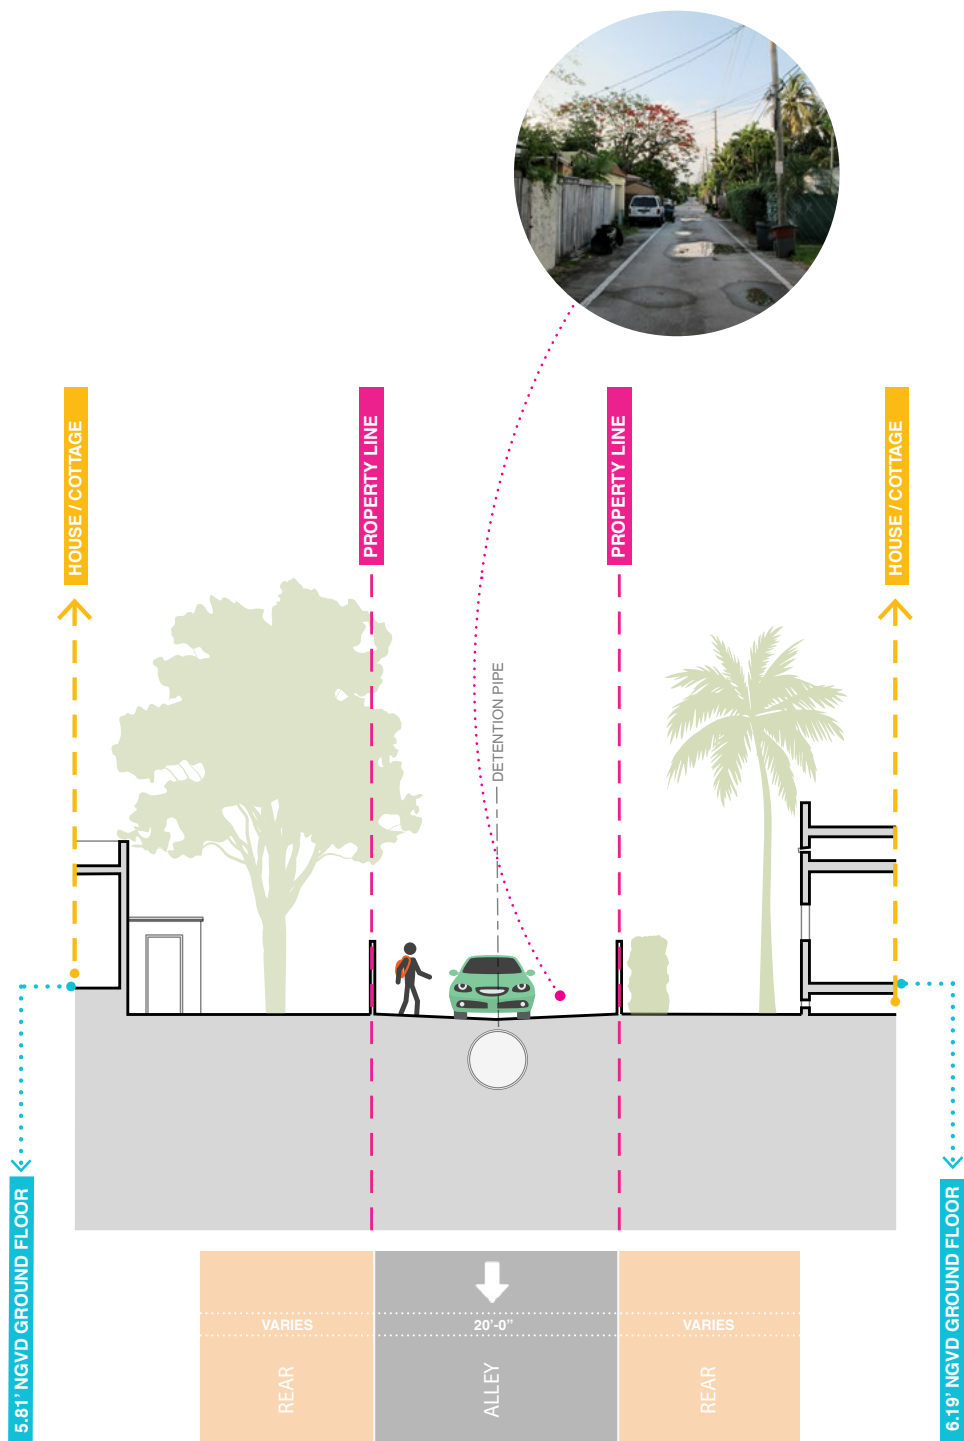 HOUSE / COTTAGE
PROPERTY LINE
PROPERTY LINE
HOUSE / COTTAGE
DETENTION PIPE
5.81’ NGVD GROUND FLOOR
6.19’ NGVD GROUND FLOOR
VARIES
20’-0”
VARIES
REAR
ALLEY
REAR